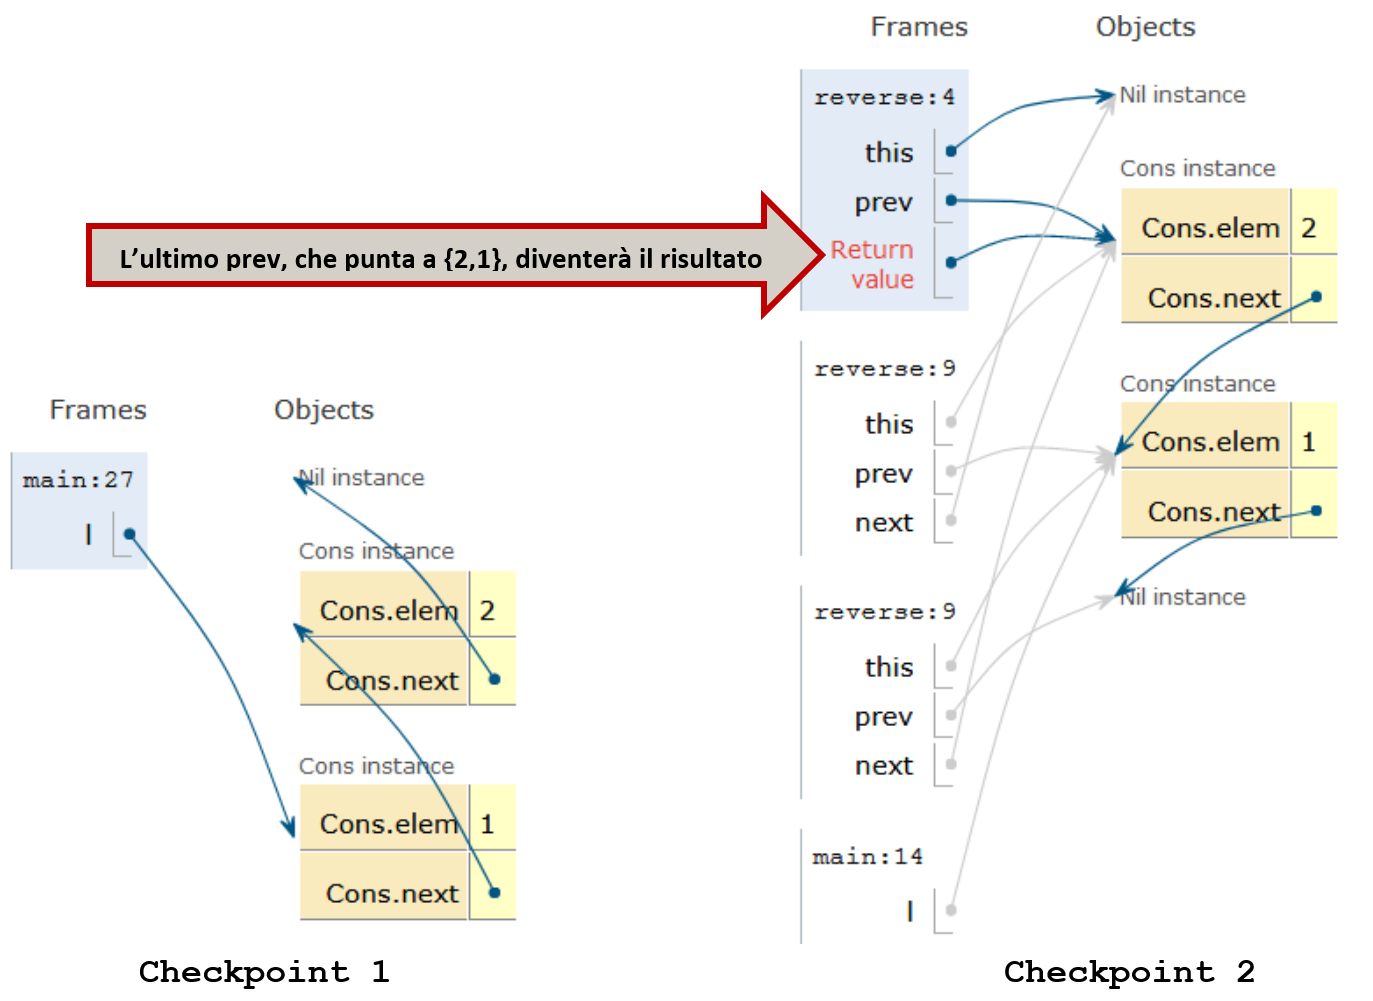 Frames Objects
reverse:4
Nil instance
this
Cons instance
prev
Cons.elem 2
L’ultimo prev, che punta a {2,1}, diventerà il risultato
Return
value
Cons.next
reverse:9
Cons instance
this
Cons.elem 1
prev
next
Cons.next
Nil instance
reverse:9
this
prev
next
main:14
l
Checkpoint 2
Frames Objects
main:27
Nil instance
l
Cons instance
Cons.elem 2
Cons.next
Cons instance
Cons.elem 1
Cons.next
Checkpoint 1